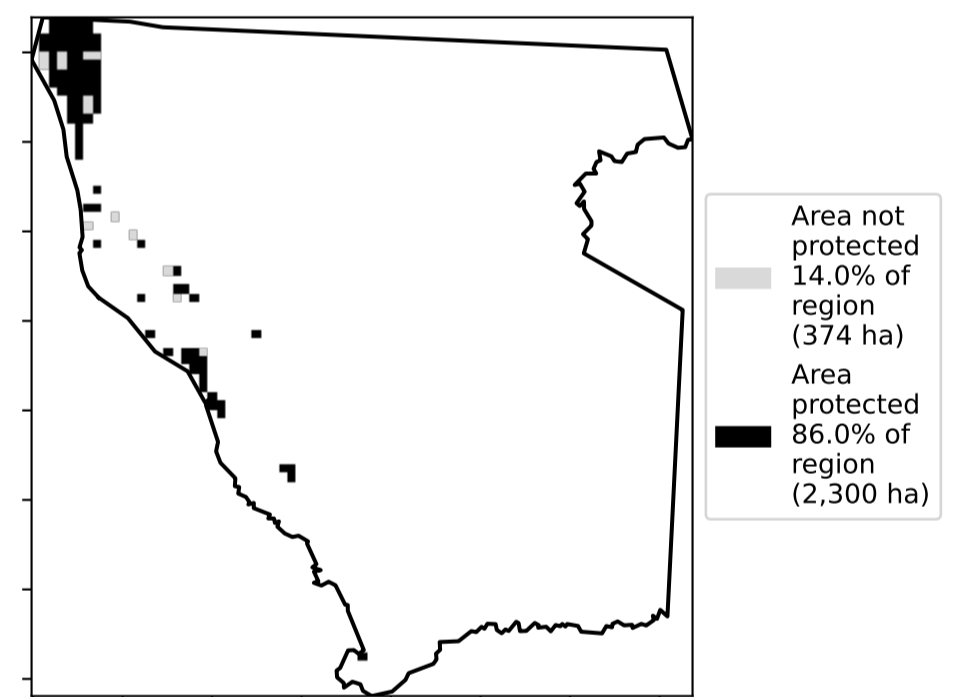 Area not
protected
14.0% of
region
(374 ha)
Area
protected
86.0% of
region
(2,300 ha)